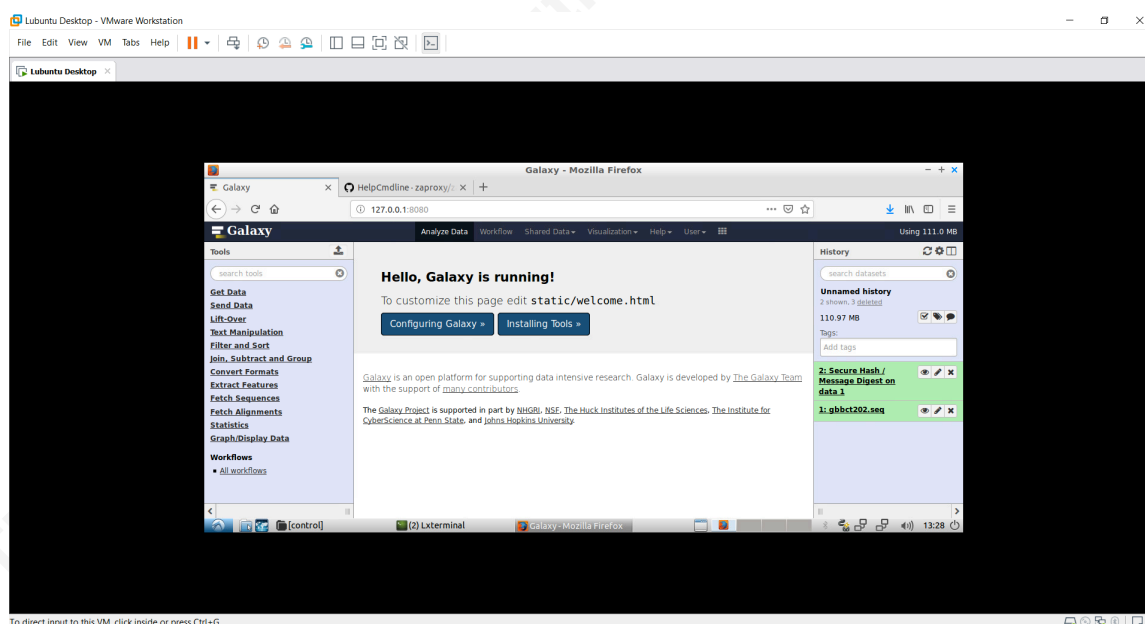 Lubuntu Desktop - VMware Workstation
File Edit View VM Tabs Help
Lubuntu Desktop
Galaxy - Mozilla Firefox
Galaxy
HelpCmdline · zaproxy/
127.0.0.1:8080
Galaxy
Analyze Data Workflow Shared Data Visualization Help User
Using 111.0 MB
Tools
search tools
Get Data
Send Data
Lift-Over
Text Manipulation
Filter and Sort
Join, Subtract and Group
Convert Formats
Extract Features
Fetch Sequences
Fetch Alignments
Statistics
Graph/Display Data
Workflows
All workflows
Hello, Galaxy is running!
To customize this page edit static/welcome.html
Configuring Galaxy » Installing Tools »
Galaxy is an open platform for supporting data intensive research. Galaxy is developed by The Galaxy Team
with the support of many contributors.
The Galaxy Project is supported in part by NHGRI, NSF, The Huck Institutes of the Life Sciences, The Institute for
CyberScience at Penn State, and Johns Hopkins University.
History
search datasets
Unnamed history
2 shown, 3 deleted
110.97 MB
Tags:
Add tags
2: Secure Hash /
Message Digest on
data 1
1: gbbct202.seq
[control] (2) Lxterminal Galaxy - Mozilla Firefox 13:28
To direct input to this VM, click inside or press Ctrl+G.